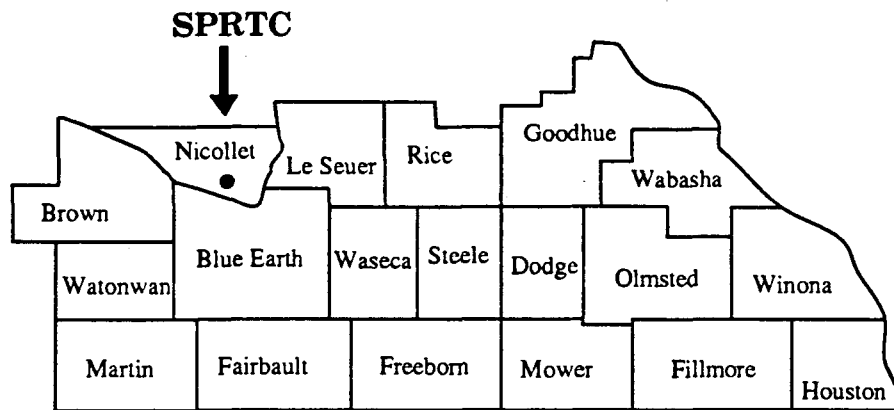 SPRTC
Nicollet
Le Seuer
Rice
Goodhue
Wabasha
Brown
Blue Earth
Waseca
Steele
Dodge
Olmsted
Winona
Watonwan
Martin
Fairbault
Freeborn
Mower
Fillmore
Houston